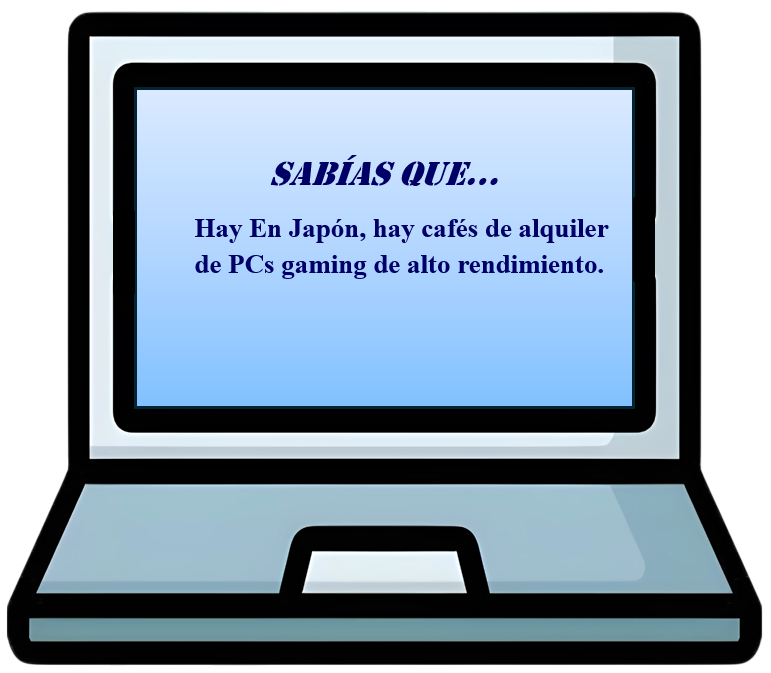 SABÍAS QUE...
Hay En Japón, hay cafés de alquiler
de PCs gaming de alto rendimiento.